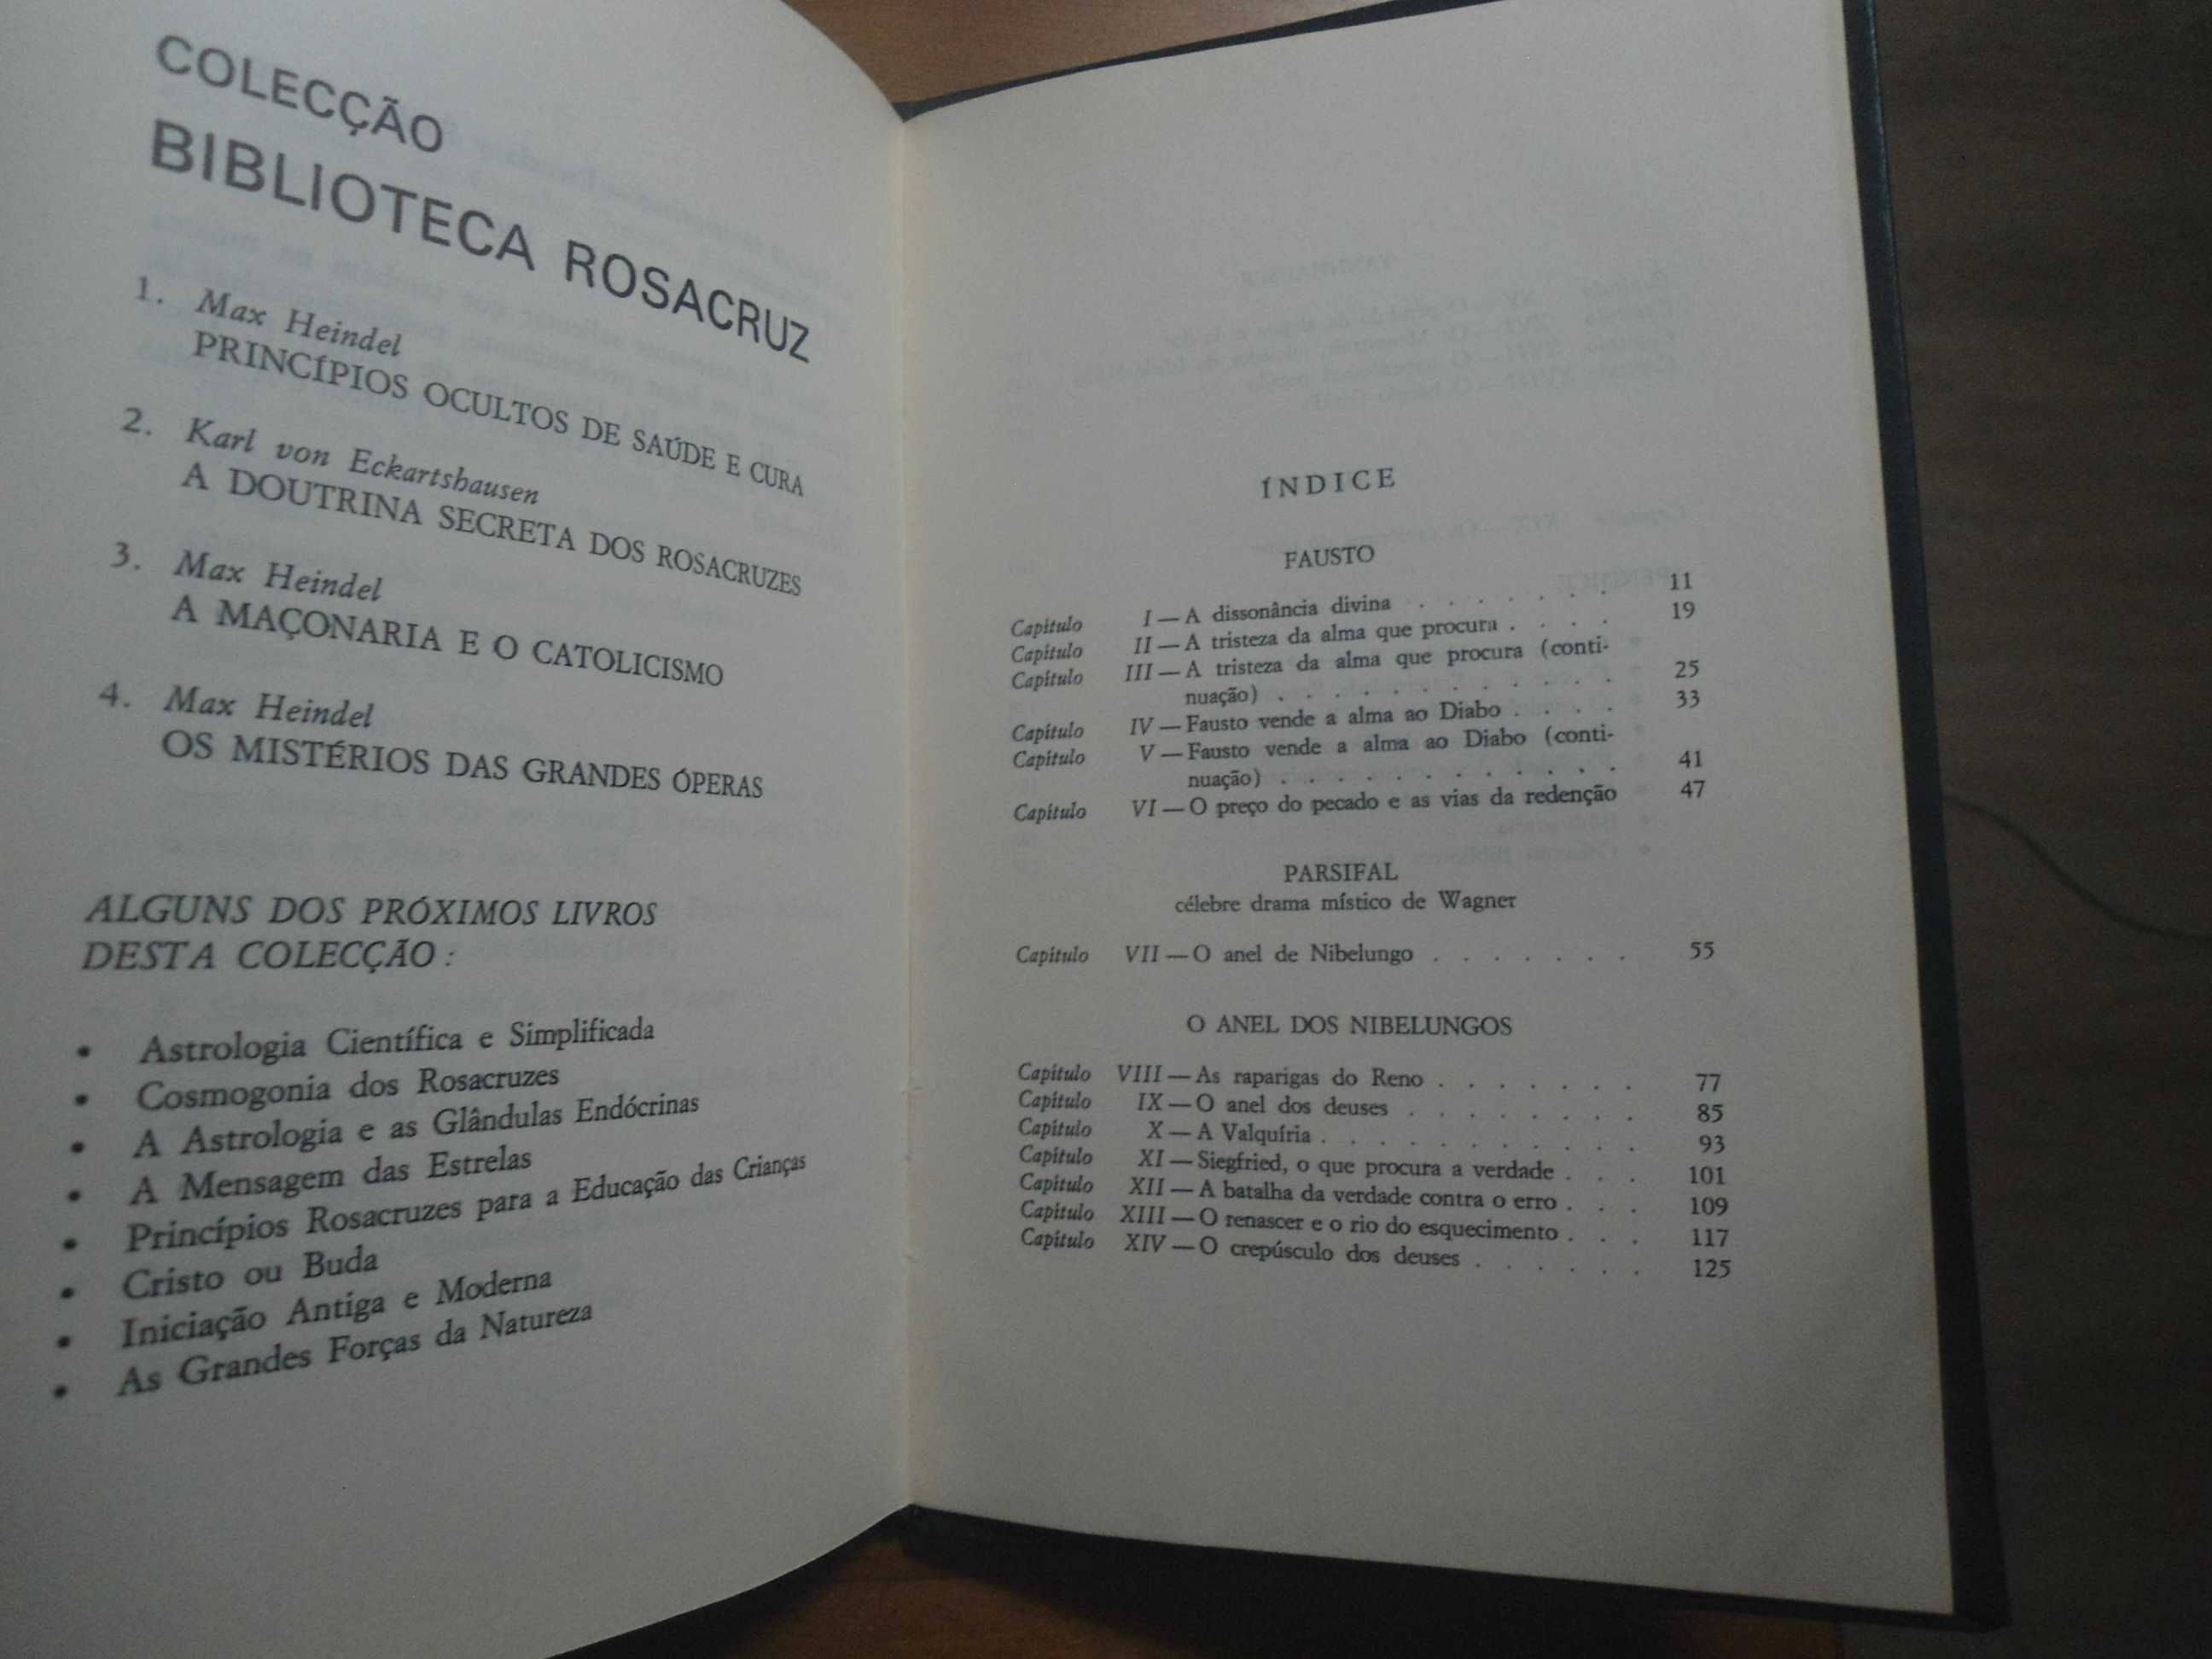 COLECÇÃO
BIBLIOTECA ROSACRUZ
1. Max Heindel
PRINCÍPIOS OCULTOS DE SAÚDE E CURA
2. Karl von Eckartshausen
A DOUTRINA SECRETA DOS ROSACRUZES
3. Max Heindel
A MAÇONARIA E O CATOLICISMO
4. Max Heindel
OS MISTÉRIOS DAS GRANDES ÓPERAS
ALGUNS DOS PRÓXIMOS LIVROS
DESTA COLECÇÃO :
• Astrologia Científica e Simplificada
• Cosmogonia dos Rosacruzes
• A Astrologia e as Glândulas Endócrinas
• A Mensagem das Estrelas
• Princípios Rosacruzes para a Educação das Crianças
• Cristo ou Buda
• Iniciação Antiga e Moderna
• As Grandes Forças da Natureza
ÍNDICE
FAUSTO
Capítulo I — A dissonância divina . . . . . . . 11
Capítulo II — A tristeza da alma que procura . . . . 19
Capítulo III — A tristeza da alma que procura (conti-
nuação) . . . . . . . . . . . . 25
Capítulo IV — Fausto vende a alma ao Diabo . . . . 33
Capítulo V — Fausto vende a alma ao Diabo (conti-
nuação) . . . . . . . . . . . . 41
Capítulo VI — O preço do pecado e as vias da redenção 47
PARSIFAL
célebre drama místico de Wagner
Capítulo VII — O anel de Nibelungo . . . . . . . 55
O ANEL DOS NIBELUNGOS
Capítulo VIII — As raparigas do Reno . . . . . . . 77
Capítulo IX — O anel dos deuses . . . . . . . . 85
Capítulo X — A Valquíria . . . . . . . . . . . 93
Capítulo XI — Siegfried, o que procura a verdade . . . 101
Capítulo XII — A batalha da verdade contra o erro . . . 109
Capítulo XIII — O renascer e o rio do esquecimento . . . 117
Capítulo XIV — O crepúsculo dos deuses . . . . . . 125